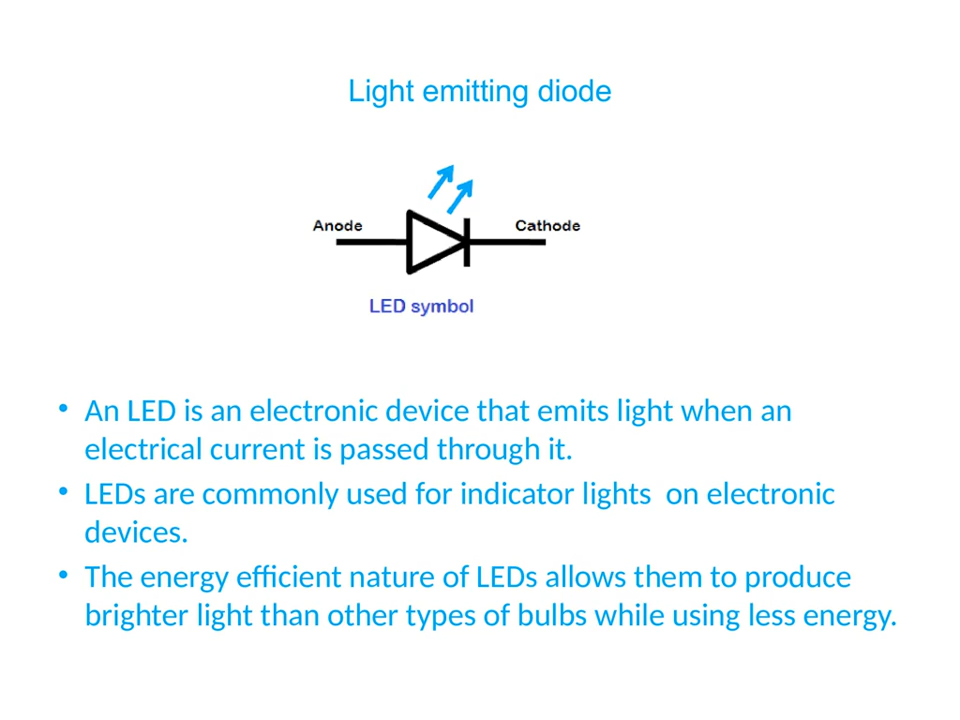 Light emitting diode
Anode
Cathode
LED symbol
• An LED is an electronic device that emits light when an
electrical current is passed through it.
• LEDs are commonly used for indicator lights  on electronic
devices.
• The energy efficient nature of LEDs allows them to produce
brighter light than other types of bulbs while using less energy.